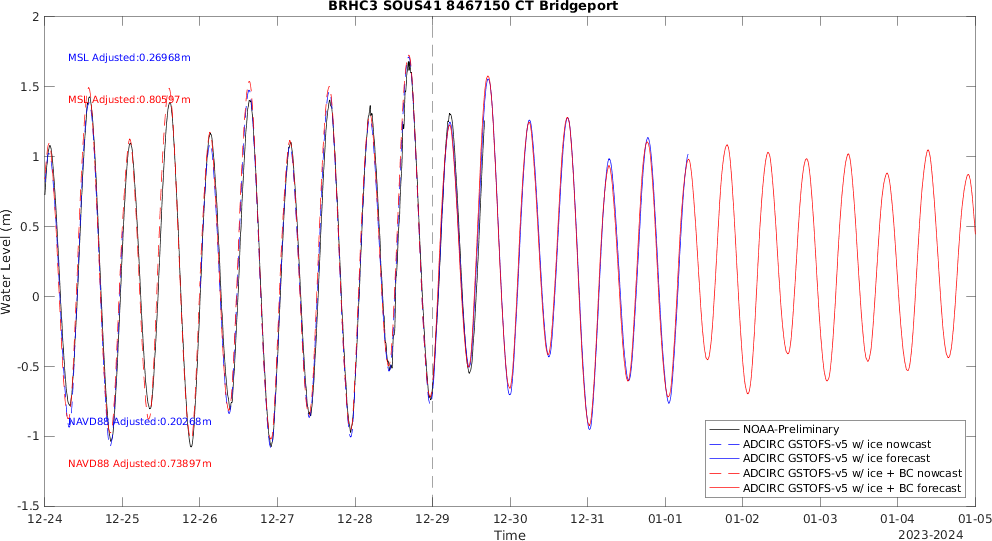 BRHC3 SOUS41 8467150 CT Bridgeport
Water Level (m)
2
1.5
1
0.5
0
-0.5
-1
-1.5
MSL Adjusted:0.26968m
MSL Adjusted:0.80597m
NAVD88 Adjusted:0.20268m
NAVD88 Adjusted:0.73897m
NOAA-Preliminary
ADCIRC GSTOFS-v5 w/ ice nowcast
ADCIRC GSTOFS-v5 w/ ice forecast
ADCIRC GSTOFS-v5 w/ ice + BC nowcast
ADCIRC GSTOFS-v5 w/ ice + BC forecast
12-24 12-25 12-26 12-27 12-28 12-29 12-30 12-31 01-01 01-02 01-03 01-04 01-05
Time
2023-2024